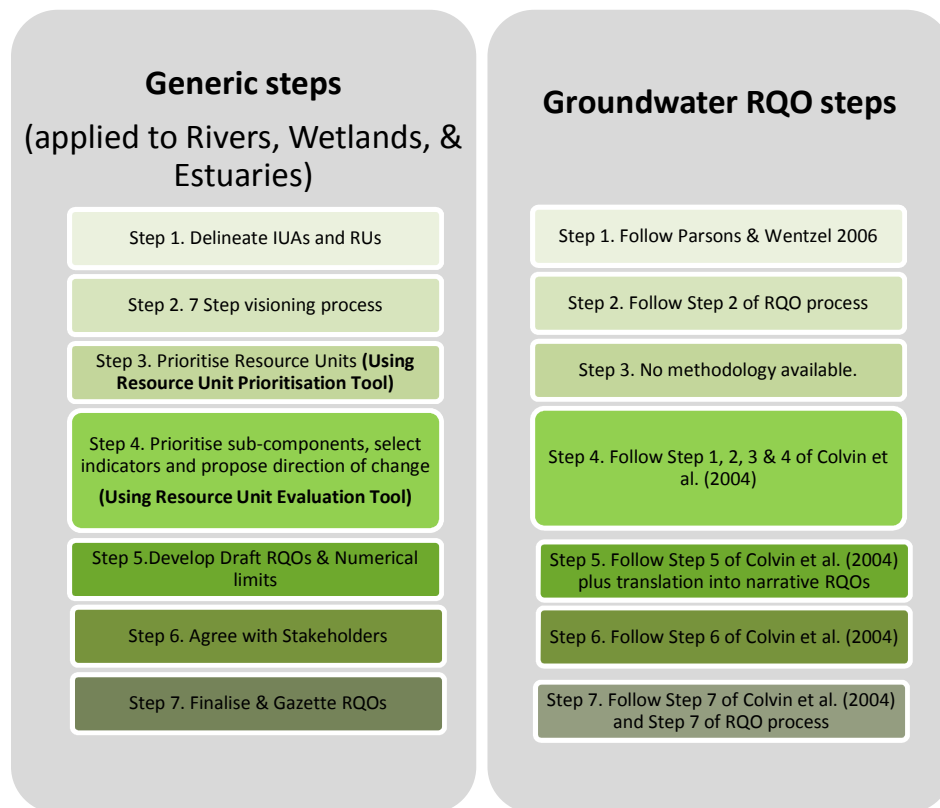 Generic steps
(applied to Rivers, Wetlands, &
Estuaries)
Step 1. Delineate IUAs and RUs
Step 2. 7 Step visioning process
Step 3. Prioritise Resource Units (Using
Resource Unit Prioritisation Tool)
Step 4. Prioritise sub-components, select
indicators and propose direction of change
(Using Resource Unit Evaluation Tool)
Step 5.Develop Draft RQOs & Numerical
limits
Step 6. Agree with Stakeholders
Step 7. Finalise & Gazette RQOs
Groundwater RQO steps
Step 1. Follow Parsons & Wentzel 2006
Step 2. Follow Step 2 of RQO process
Step 3. No methodology available.
Step 4. Follow Step 1, 2, 3 & 4 of Colvin et
al. (2004)
Step 5. Follow Step 5 of Colvin et al. (2004)
plus translation into narrative RQOs
Step 6. Follow Step 6 of Colvin et al. (2004)
Step 7. Follow Step 7 of Colvin et al. (2004)
and Step 7 of RQO process